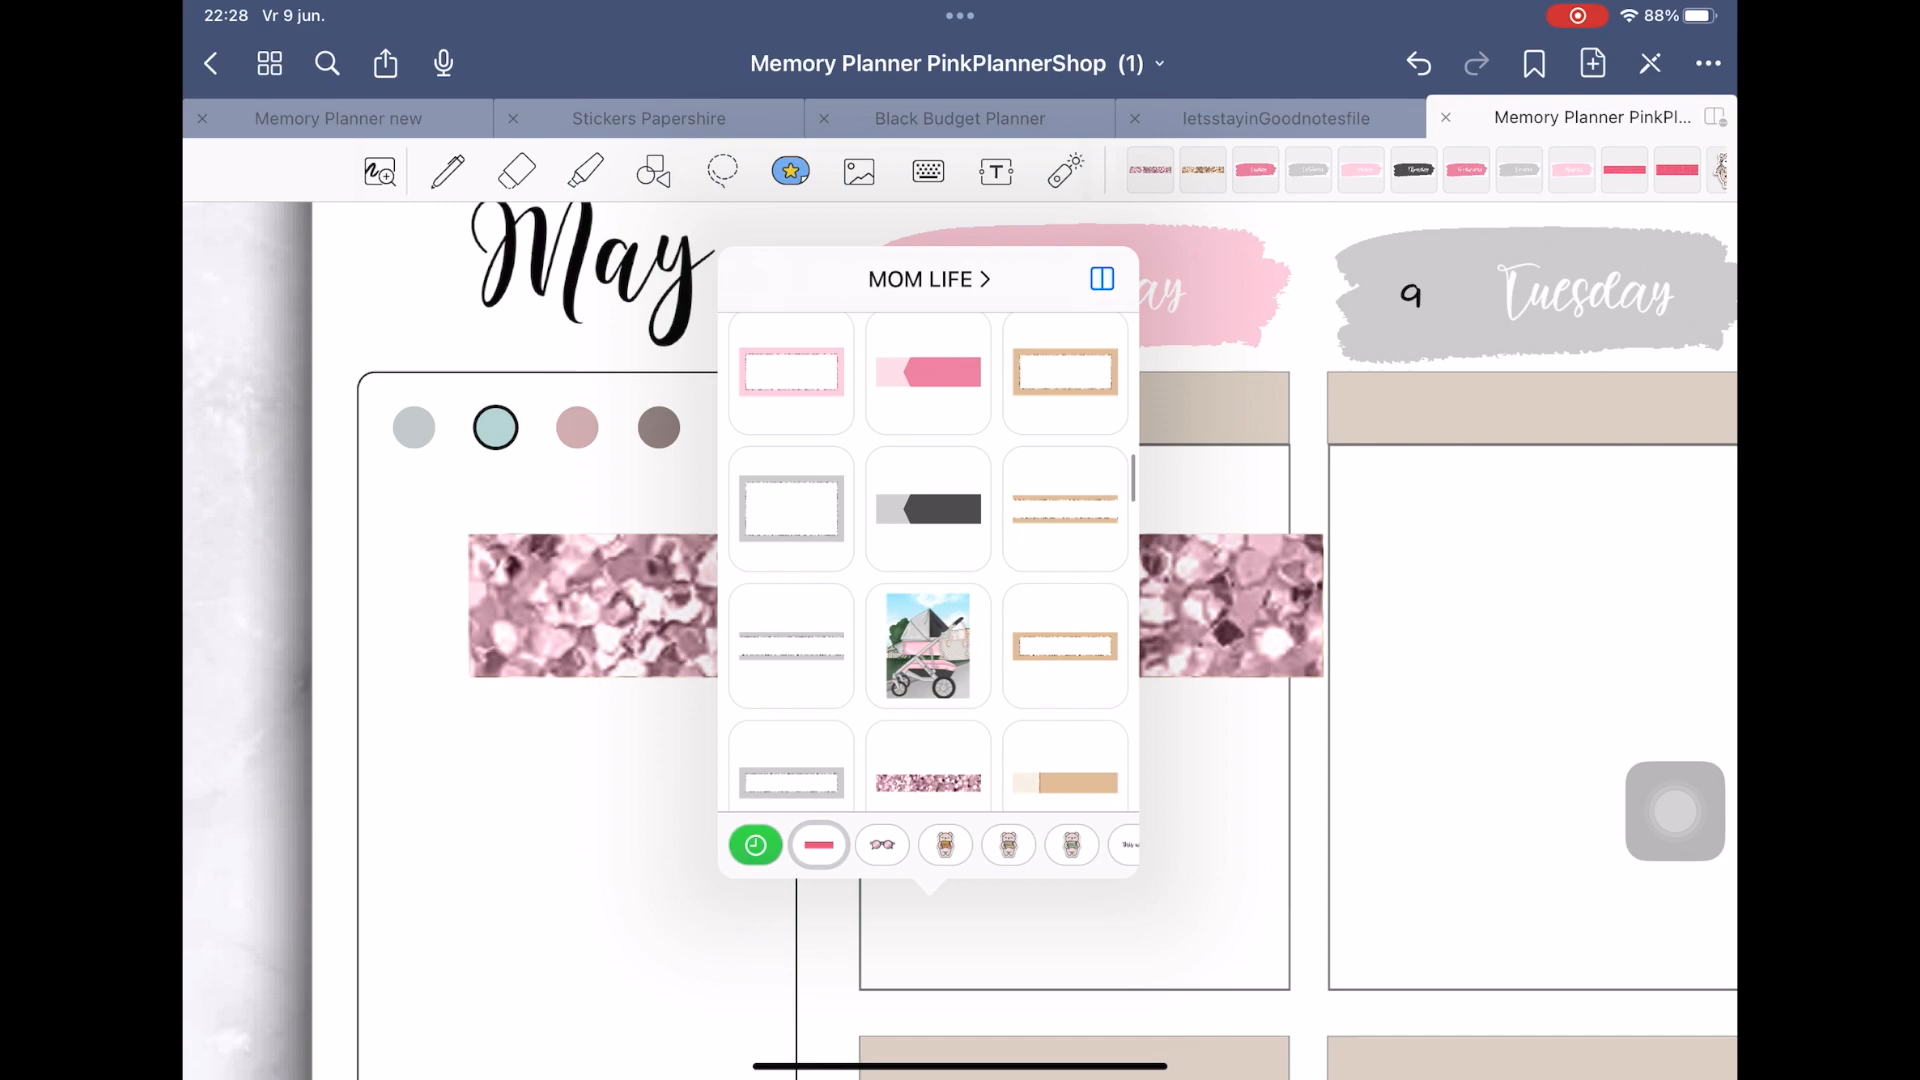 22:28 Vr 9 jun.
88%
Memory Planner PinkPlannerShop (1)
Memory Planner new
Stickers Papershire
Black Budget Planner
letsstayinGoodnotesfile
Memory Planner PinkPl...
T
May
ay
9
Tuesday
MOM LIFE >